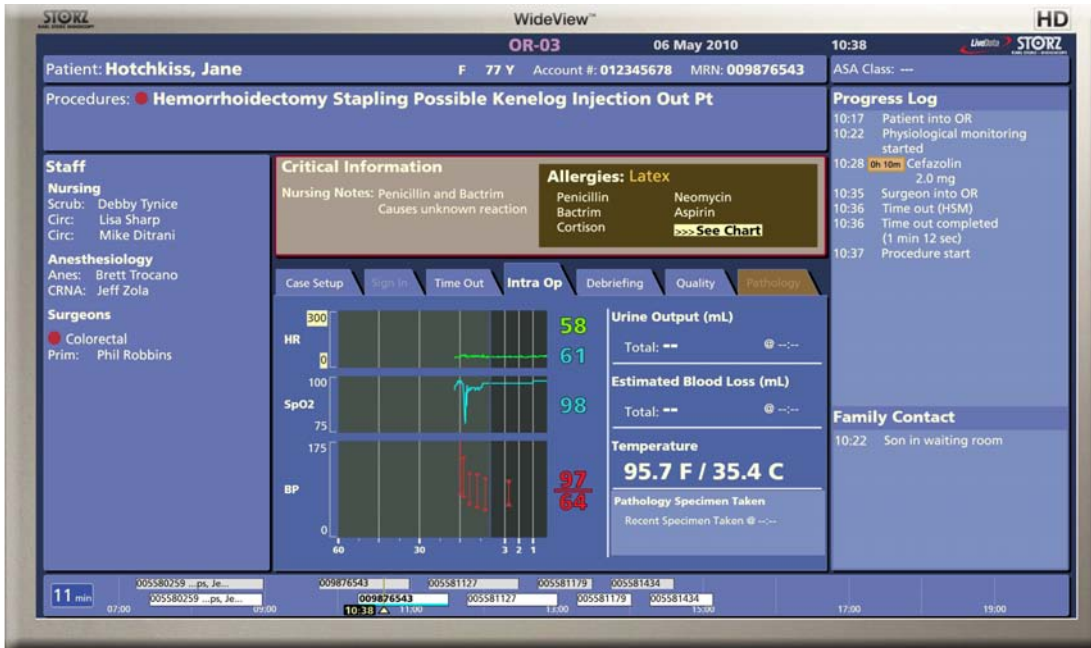 STORZ
KARL STORZ - ENDOSCOPY
WideView™
HD
OR-03 06 May 2010 10:38 LiveData STORZ
Patient: Hotchkiss, Jane F 77 Y Account #: 012345678 MRN: 009876543
ASA Class: ---
Procedures: Hemorrhoidectomy Stapling Possible Kenelog Injection Out Pt
Staff
Nursing
Scrub: Debby Tynice
Circ: Lisa Sharp
Circ: Mike Ditrani
Anesthesiology
Anes: Brett Trocano
CRNA: Jeff Zola
Surgeons
Colorectal
Prim: Phil Robbins
Critical Information
Nursing Notes: Penicillin and Bactrim
Causes unknown reaction
Allergies: Latex
Penicillin Neomycin
Bactrim Aspirin
Cortison >>>See Chart
Case Setup Sign In Time Out Intra Op Debriefing Quality Pathology
300
HR
0
58
61
100
SpO2
75
98
175
BP
0
97
64
60 30 3 2 1
Urine Output (mL)
Total: -- @ --:--
Estimated Blood Loss (mL)
Total: -- @ --:--
Temperature
95.7 F / 35.4 C
Pathology Specimen Taken
Recent Specimen Taken @ --:--
Progress Log
10:17 Patient into OR
10:22 Physiological monitoring
started
10:28 0h 10m Cefazolin
2.0 mg
10:35 Surgeon into OR
10:36 Time out (HSM)
10:36 Time out completed
(1 min 12 sec)
10:37 Procedure start
Family Contact
10:22 Son in waiting room
11 min
005580259 ...ps, Je... 009876543 005581127 005581179 005581434
005580259 ...ps, Je... 009876543 005581127 005581179 005581434
07:00 09:00 10:38 11:00 13:00 15:00 17:00 19:00